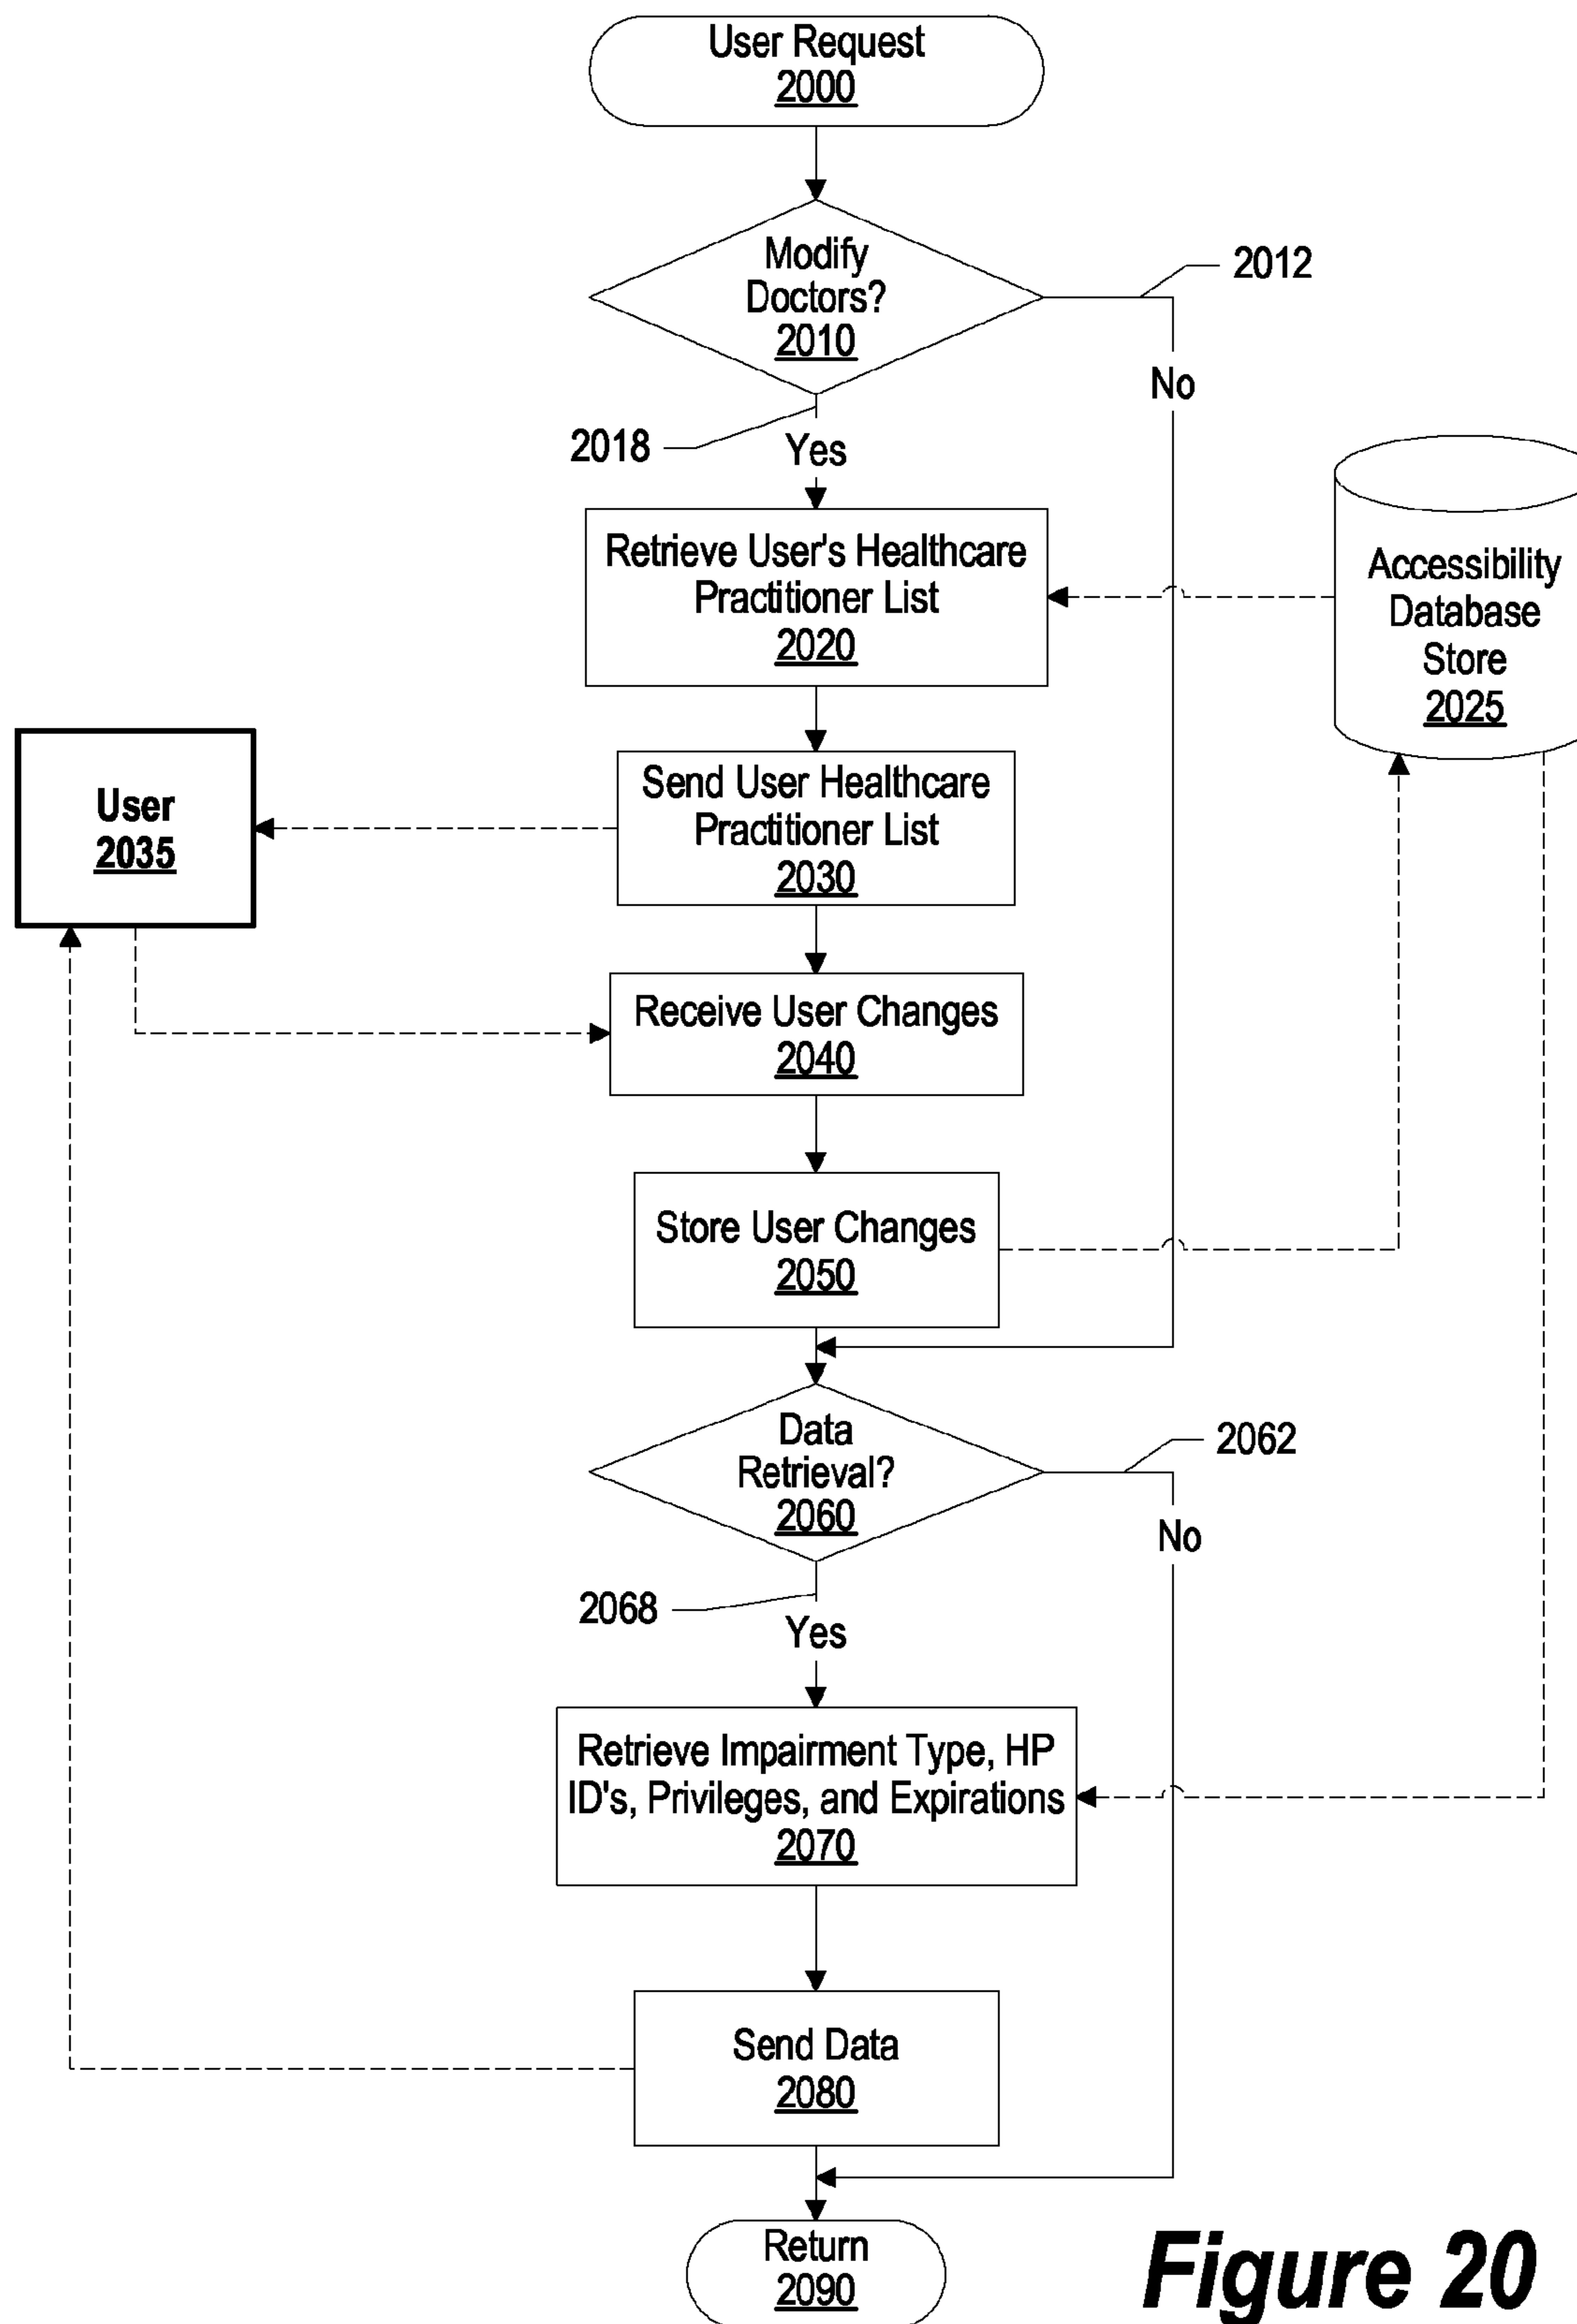 User Request
2000
Modify
Doctors?
2010
2012
No
2018
Yes
Retrieve User's Healthcare
Practitioner List
2020
Accessibility
Database
Store
2025
User
2035
Send User Healthcare
Practitioner List
2030
Receive User Changes
2040
Store User Changes
2050
Data
Retrieval?
2060
2062
No
2068
Yes
Retrieve Impairment Type, HP
ID's, Privileges, and Expirations
2070
Send Data
2080
Return
2090
Figure 20